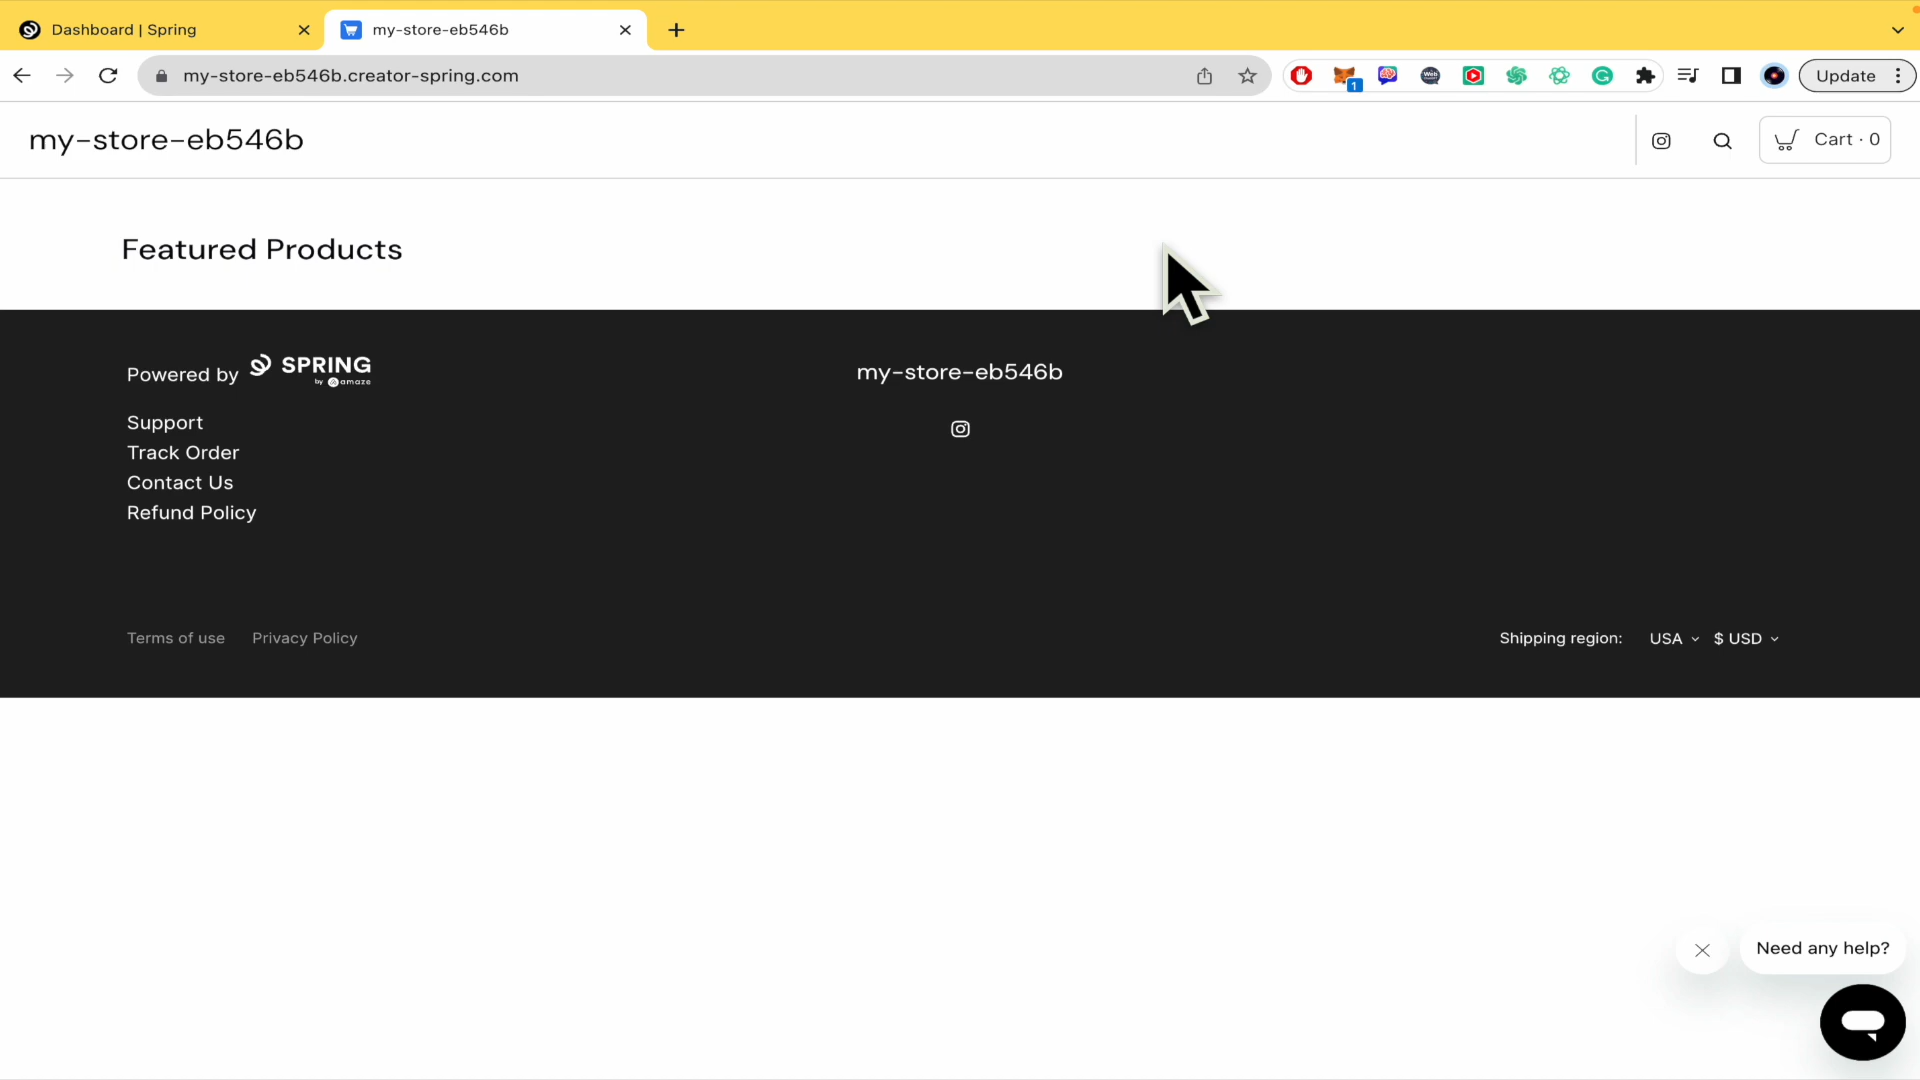 Dashboard | Spring
my-store-eb546b
my-store-eb546b.creator-spring.com
1
Update
my-store-eb546b
Cart · 0
Featured Products
Powered by SPRING
by amaze
my-store-eb546b
Support
Track Order
Contact Us
Refund Policy
Terms of use Privacy Policy
Shipping region: USA $ USD
Need any help?